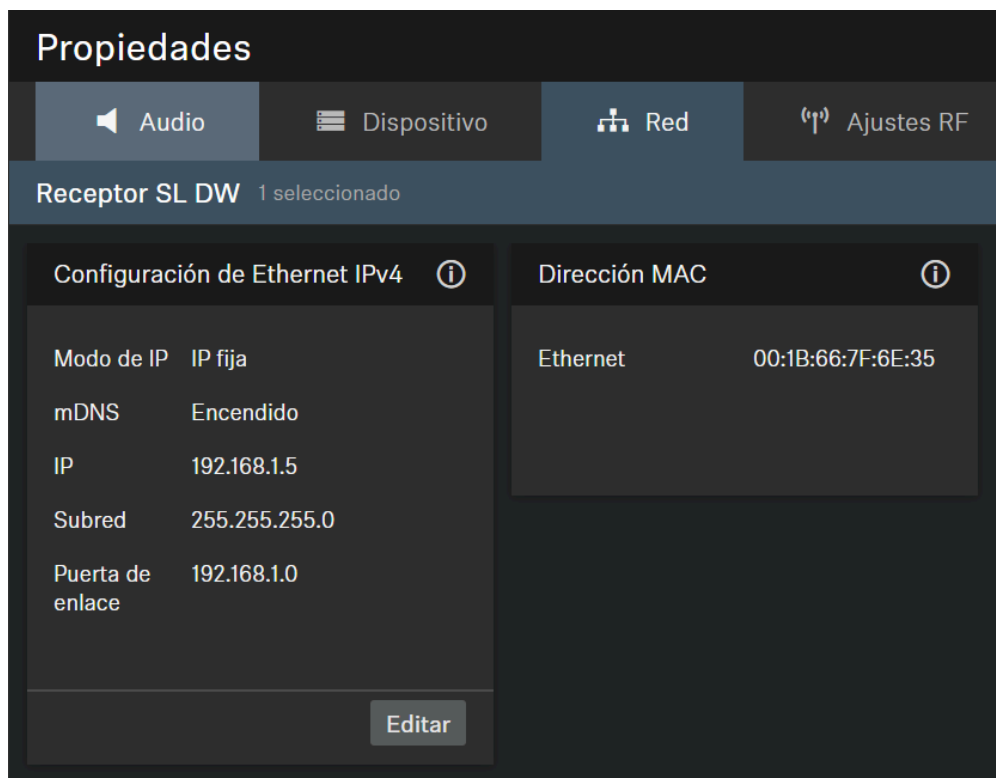 Propiedades
Audio Dispositivo Red Ajustes RF
Receptor SL DW 1 seleccionado
Configuración de Ethernet IPv4
Modo de IP IP fija
mDNS Encendido
IP 192.168.1.5
Subred 255.255.255.0
Puerta de enlace 192.168.1.0
Editar
Dirección MAC
Ethernet 00:1B:66:7F:6E:35